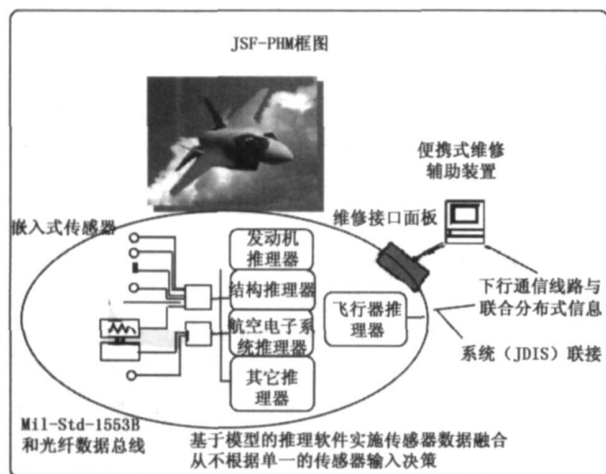 JSF-PHM框图
便携式维修
辅助装置
维修接口面板
嵌入式传感器
发动机
推理器
结构推理器
航空电子系
统推理器
其它推
理器
飞行器推
理器
下行通信线路与
联合分布式信息
系统（JDIS）联接
Mil-Std-1553B
和光纤数据总线
基于模型的推理软件实施传感器数据融合
从不根据单一的传感器输入决策